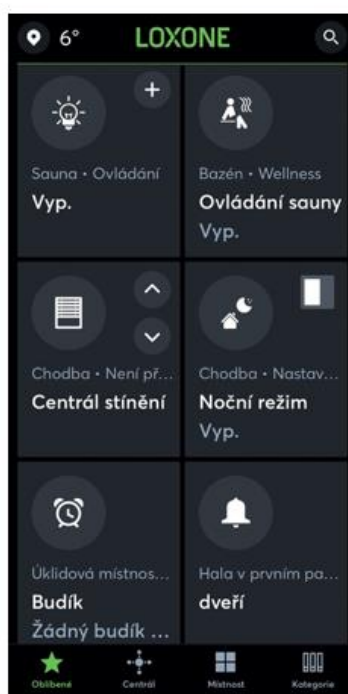 6° LOXONE
Sauna • Ovládání
Vyp.
Bazén • Wellness
Ovládání sauny
Vyp.
Chodba • Není př...
Centrál stínění
Chodba • Nastav...
Noční režim
Vyp.
Úklidová místnos...
Budík
Žádný budík ...
Hala v prvním pa...
dveří
Oblíbené Centrál Místnost Kategorie